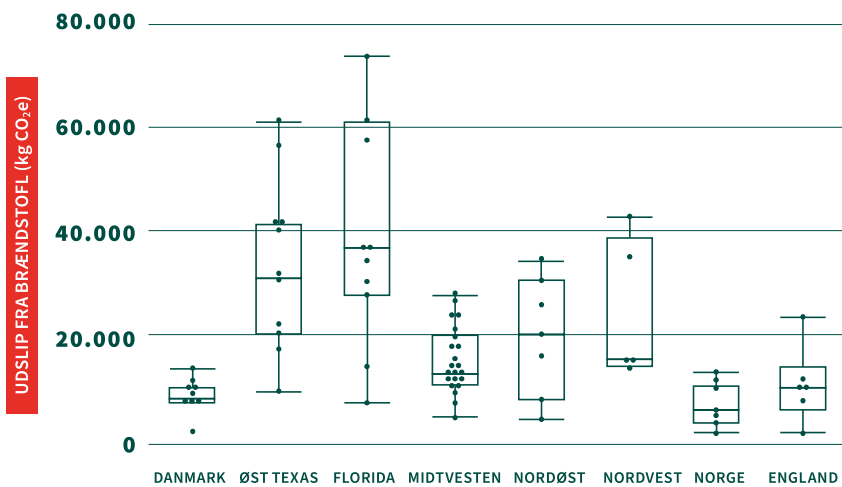 UDSLIP FRA BRÆNDSTOFL (kg CO₂e)
80.000
60.000
40.000
20.000
0
DANMARK ØST TEXAS FLORIDA MIDTVESTEN NORDØST NORDVEST NORGE ENGLAND